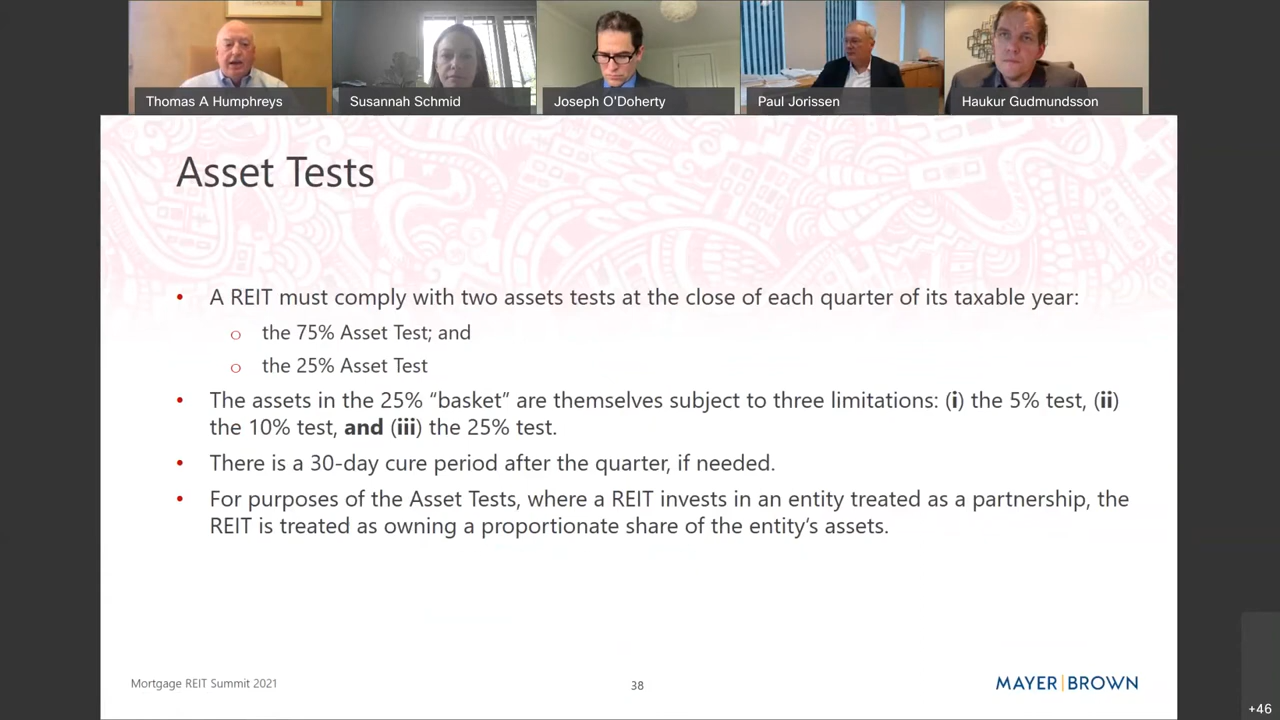 Thomas A Humphreys
Susannah Schmid
Joseph O'Doherty
Paul Jorissen
Haukur Gudmundsson
Asset Tests
• A REIT must comply with two assets tests at the close of each quarter of its taxable year:
o the 75% Asset Test; and
o the 25% Asset Test
• The assets in the 25% “basket” are themselves subject to three limitations: (i) the 5% test, (ii)
the 10% test, and (iii) the 25% test.
• There is a 30-day cure period after the quarter, if needed.
• For purposes of the Asset Tests, where a REIT invests in an entity treated as a partnership, the
REIT is treated as owning a proportionate share of the entity’s assets.
Mortgage REIT Summit 2021
38
MAYER | BROWN
+46